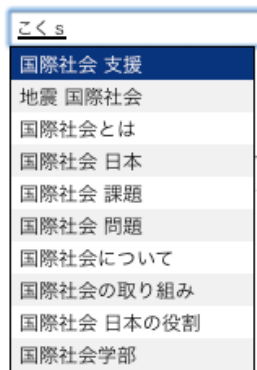 こくs
国際社会 支援
地震 国際社会
国際社会とは
国際社会 日本
国際社会 課題
国際社会 問題
国際社会について
国際社会の取り組み
国際社会 日本の役割
国際社会学部